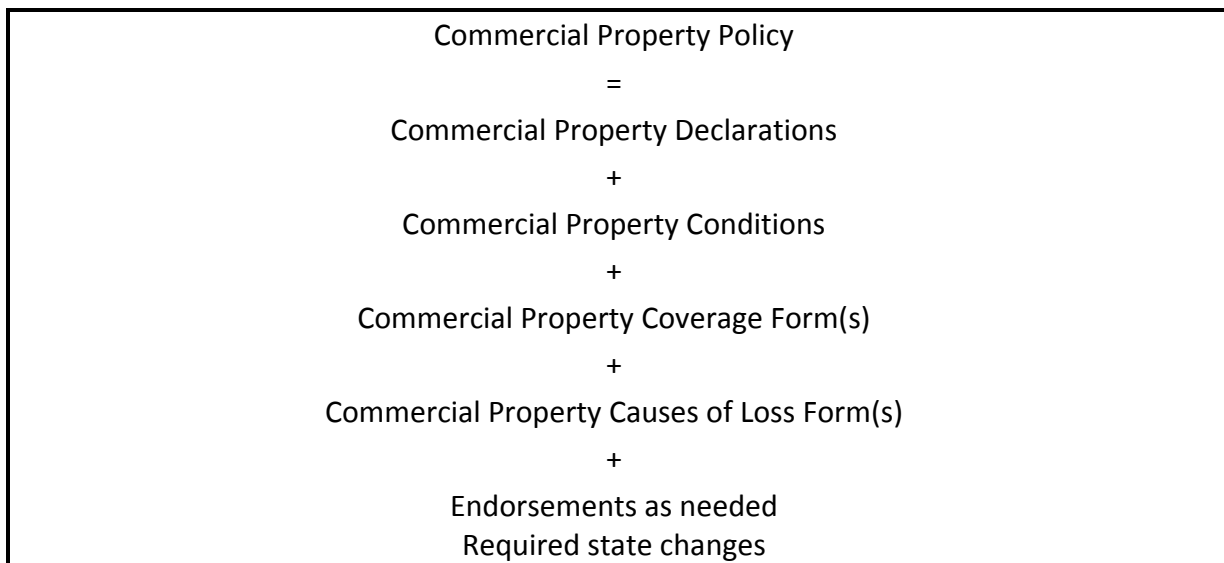 Commercial Property Policy
=
Commercial Property Declarations
+
Commercial Property Conditions
+
Commercial Property Coverage Form(s)
+
Commercial Property Causes of Loss Form(s)
+
Endorsements as needed
Required state changes